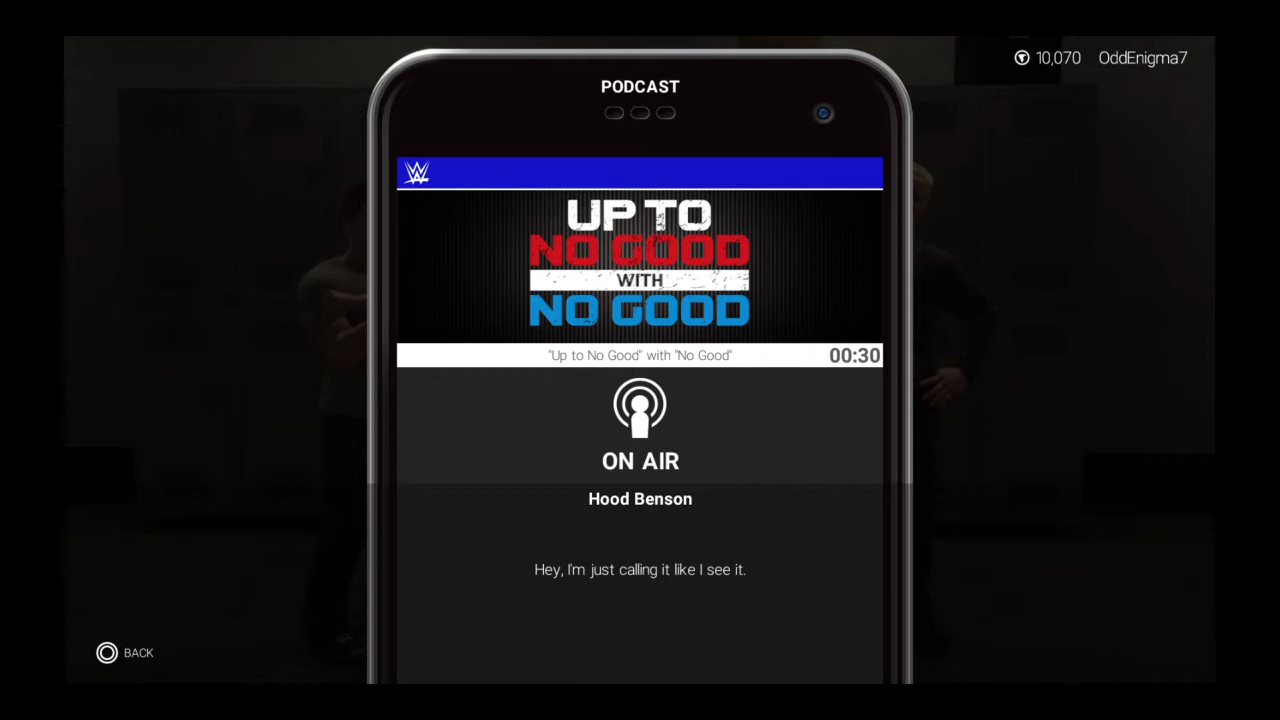 10,070 OddEnigma7
PODCAST
W
UP TO
NO GOOD
WITH
NO GOOD
"Up to No Good" with "No Good" 00:30
ON AIR
Hood Benson
Hey, I'm just calling it like I see it.
BACK